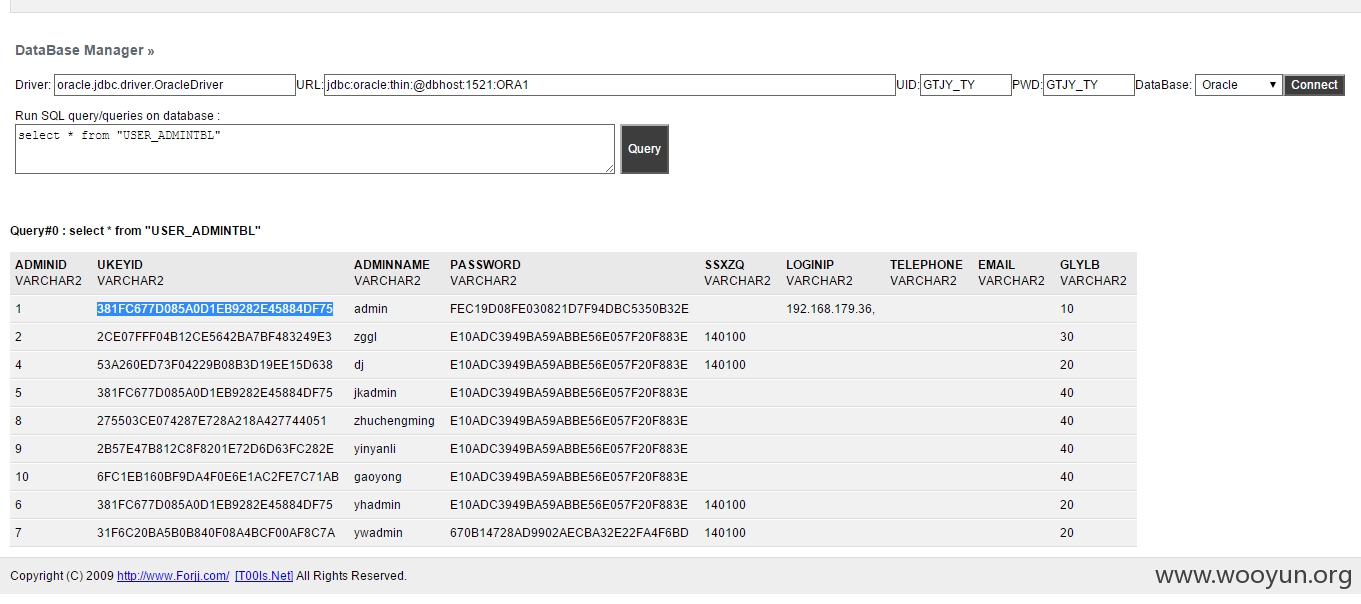 DataBase Manager »
Driver: oracle.jdbc.driver.OracleDriver URL: jdbc:oracle:thin:@dbhost:1521:ORA1 UID: GTJY_TY PWD: GTJY_TY DataBase: Oracle Connect
Run SQL query/queries on database :
select * from "USER_ADMINTBL"
Query
Query#0 : select * from "USER_ADMINTBL"
ADMINID UKEYID ADMINNAME PASSWORD SSXZQ LOGINIP TELEPHONE EMAIL GLYLB
VARCHAR2 VARCHAR2 VARCHAR2 VARCHAR2 VARCHAR2 VARCHAR2 VARCHAR2 VARCHAR2 VARCHAR2
1 381FC677D085A0D1EB9282E45884DF75 admin FEC19D08FE030821D7F94DBC5350B32E 192.168.179.36, 10
2 2CE07FFF04B12CE5642BA7BF483249E3 zggl E10ADC3949BA59ABBE56E057F20F883E 140100 30
4 53A260ED73F04229B08B3D19EE15D638 dj E10ADC3949BA59ABBE56E057F20F883E 140100 20
5 381FC677D085A0D1EB9282E45884DF75 jkadmin E10ADC3949BA59ABBE56E057F20F883E 40
8 275503CE074287E728A218A427744051 zhuchengming E10ADC3949BA59ABBE56E057F20F883E 40
9 2B57E47B812C8F8201E72D6D63FC282E yinyanli E10ADC3949BA59ABBE56E057F20F883E 40
10 6FC1EB160BF9DA4F0E6E1AC2FE7C71AB gaoyong E10ADC3949BA59ABBE56E057F20F883E 40
6 381FC677D085A0D1EB9282E45884DF75 yhadmin E10ADC3949BA59ABBE56E057F20F883E 140100 20
7 31F6C20BA5B0B840F08A4BCF00AF8C7A ywadmin 670B14728AD9902AECBA32E22FA4F6BD 140100 20
Copyright (C) 2009 http://www.Forjj.com/ [T00ls.Net] All Rights Reserved.
www.wooyun.org